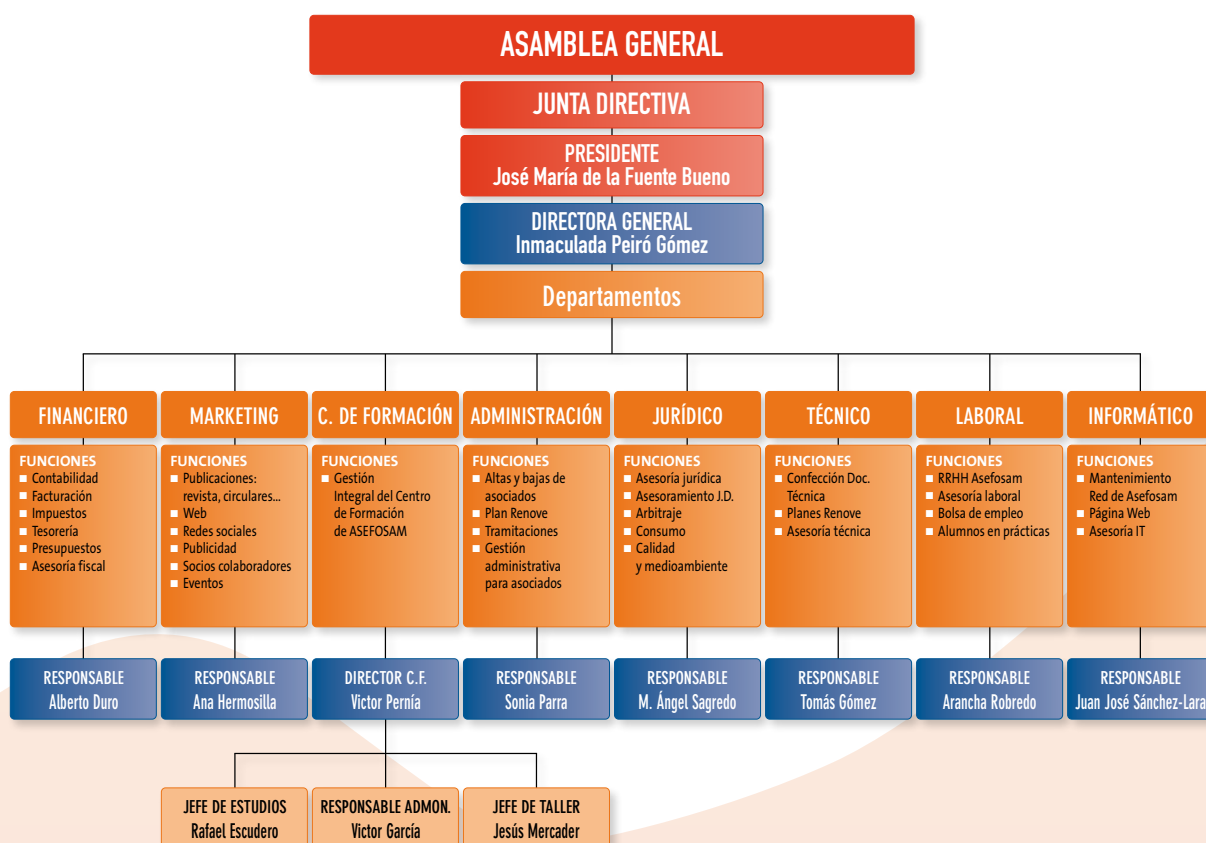 ASAMBLEA GENERAL
JUNTA DIRECTIVA
PRESIDENTE
José María de la Fuente Bueno
DIRECTORA GENERAL
Inmaculada Peiró Gómez
Departamentos
FINANCIERO
FUNCIONES
■ Contabilidad
■ Facturación
■ Impuestos
■ Tesorería
■ Presupuestos
■ Asesoría fiscal
RESPONSABLE
Alberto Duro
MARKETING
FUNCIONES
■ Publicaciones:
revista, circulares...
■ Web
■ Redes sociales
■ Publicidad
■ Socios colaboradores
■ Eventos
RESPONSABLE
Ana Hermosilla
C. DE FORMACIÓN
FUNCIONES
■ Gestión
Integral del Centro
de Formación
de ASEFOSAM
DIRECTOR C.F.
Victor Pernía
JEFE DE ESTUDIOS
Rafael Escudero
RESPONSABLE ADMON.
Victor García
JEFE DE TALLER
Jesús Mercader
ADMINISTRACIÓN
FUNCIONES
■ Altas y bajas de
asociados
■ Plan Renove
■ Tramitaciones
■ Gestión
administrativa
para asociados
RESPONSABLE
Sonia Parra
JURÍDICO
FUNCIONES
■ Asesoría jurídica
■ Asesoramiento J.D.
■ Arbitraje
■ Consumo
■ Calidad
y medioambiente
RESPONSABLE
M. Ángel Sagredo
TÉCNICO
FUNCIONES
■ Confección Doc.
Técnica
■ Planes Renove
■ Asesoría técnica
RESPONSABLE
Tomás Gómez
LABORAL
FUNCIONES
■ RRHH Asefosam
■ Asesoría laboral
■ Bolsa de empleo
■ Alumnos en prácticas
RESPONSABLE
Arancha Robredo
INFORMÁTICO
FUNCIONES
■ Mantenimiento
Red de Asefosam
■ Página Web
■ Asesoría IT
RESPONSABLE
Juan José Sánchez-Lara